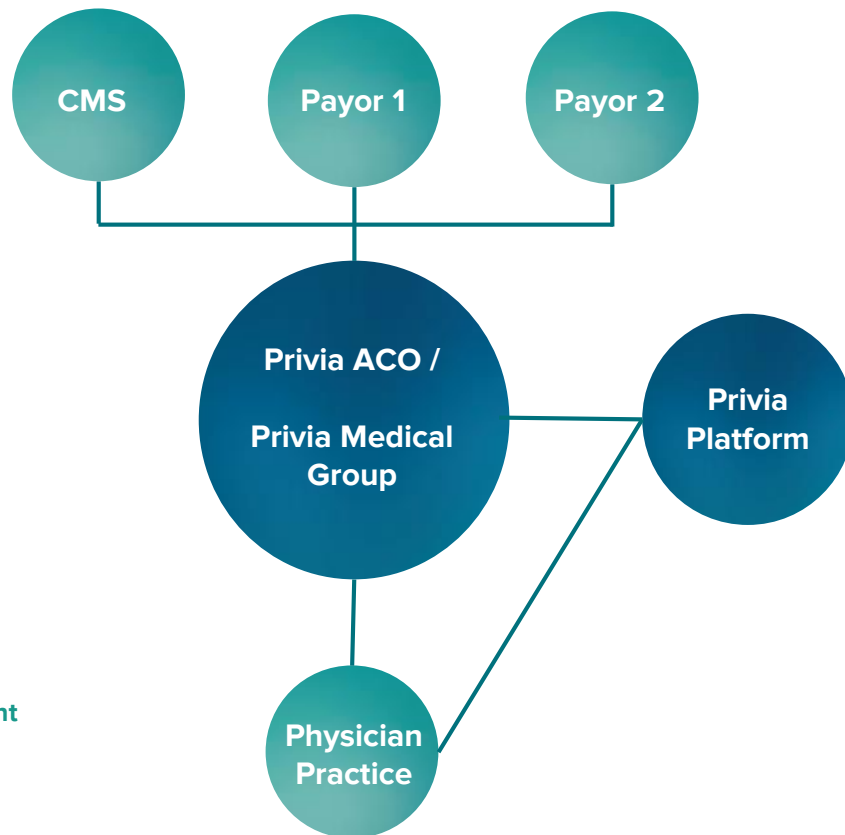 CMS
Payor 1
Payor 2
Privia ACO /
Privia Medical
Group
Privia
Platform
nt
Physician
Practice